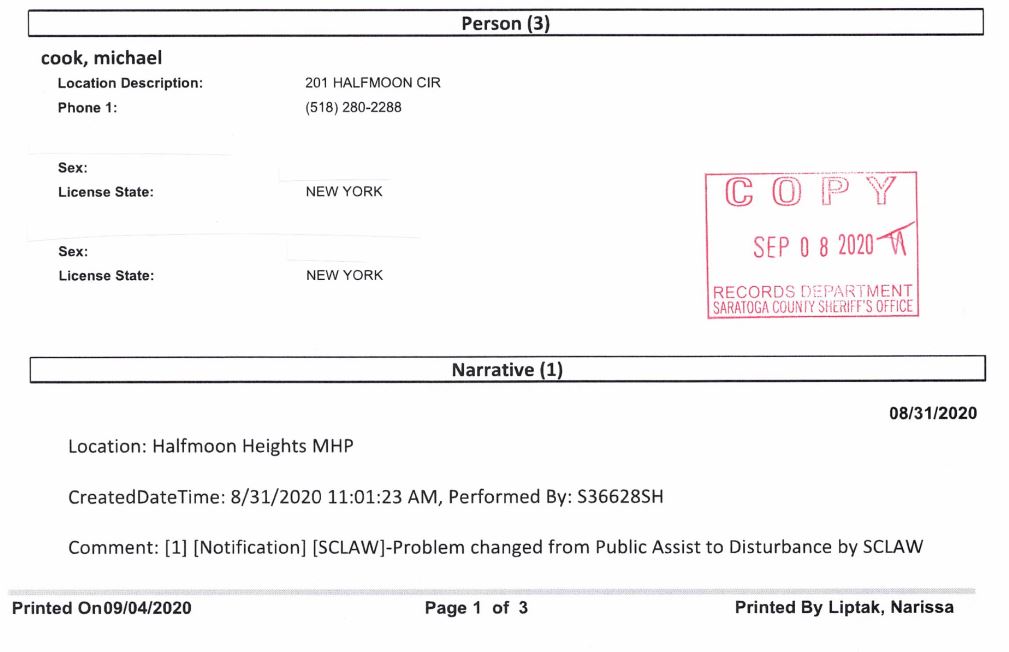 Person (3)
cook, michael
Location Description: 201 HALFMOON CIR
Phone 1: (518) 280-2288
Sex:
License State: NEW YORK
Sex:
License State: NEW YORK
COPY
SEP 08 2020
RECORDS DEPARTMENT
SARATOGA COUNTY SHERIFF'S OFFICE
Narrative (1)
08/31/2020
Location: Halfmoon Heights MHP
CreatedDateTime: 8/31/2020 11:01:23 AM, Performed By: S36628SH
Comment: [1] [Notification] [SCLAW]-Problem changed from Public Assist to Disturbance by SCLAW
Printed On09/04/2020 Page 1 of 3 Printed By Liptak, Narissa